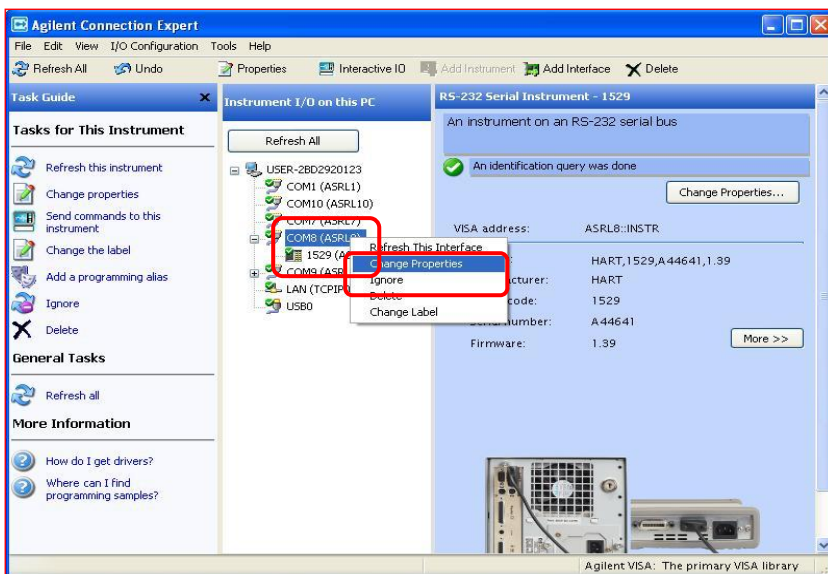 Agilent Connection Expert
File Edit View I/O Configuration Tools Help
Refresh All Undo Properties Interactive IO Add Instrument Add Interface Delete
Task Guide
Tasks for This Instrument
Refresh this instrument
Change properties
Send commands to this
instrument
Change the label
Add a programming alias
Ignore
Delete
General Tasks
Refresh all
More Information
How do I get drivers?
Where can I find
programming samples?
Instrument I/O on this PC
Refresh All
USER-2BD2920123
COM1 (ASRL1)
COM10 (ASRL10)
COM7 (ASRL7)
COM8 (ASRL8)
1529
COM9
LAN
USB0
Refresh This Interface
Change Properties
Ignore
Delete
Change Label
RS-232 Serial Instrument - 1529
An instrument on an RS-232 serial bus
An identification query was done
Change Properties...
VISA address: ASRL8::INSTR
HART,1529,A44641,1.39
HART
code: 1529
number: A44641
Firmware: 1.39
More >>
Agilent VISA: The primary VISA library